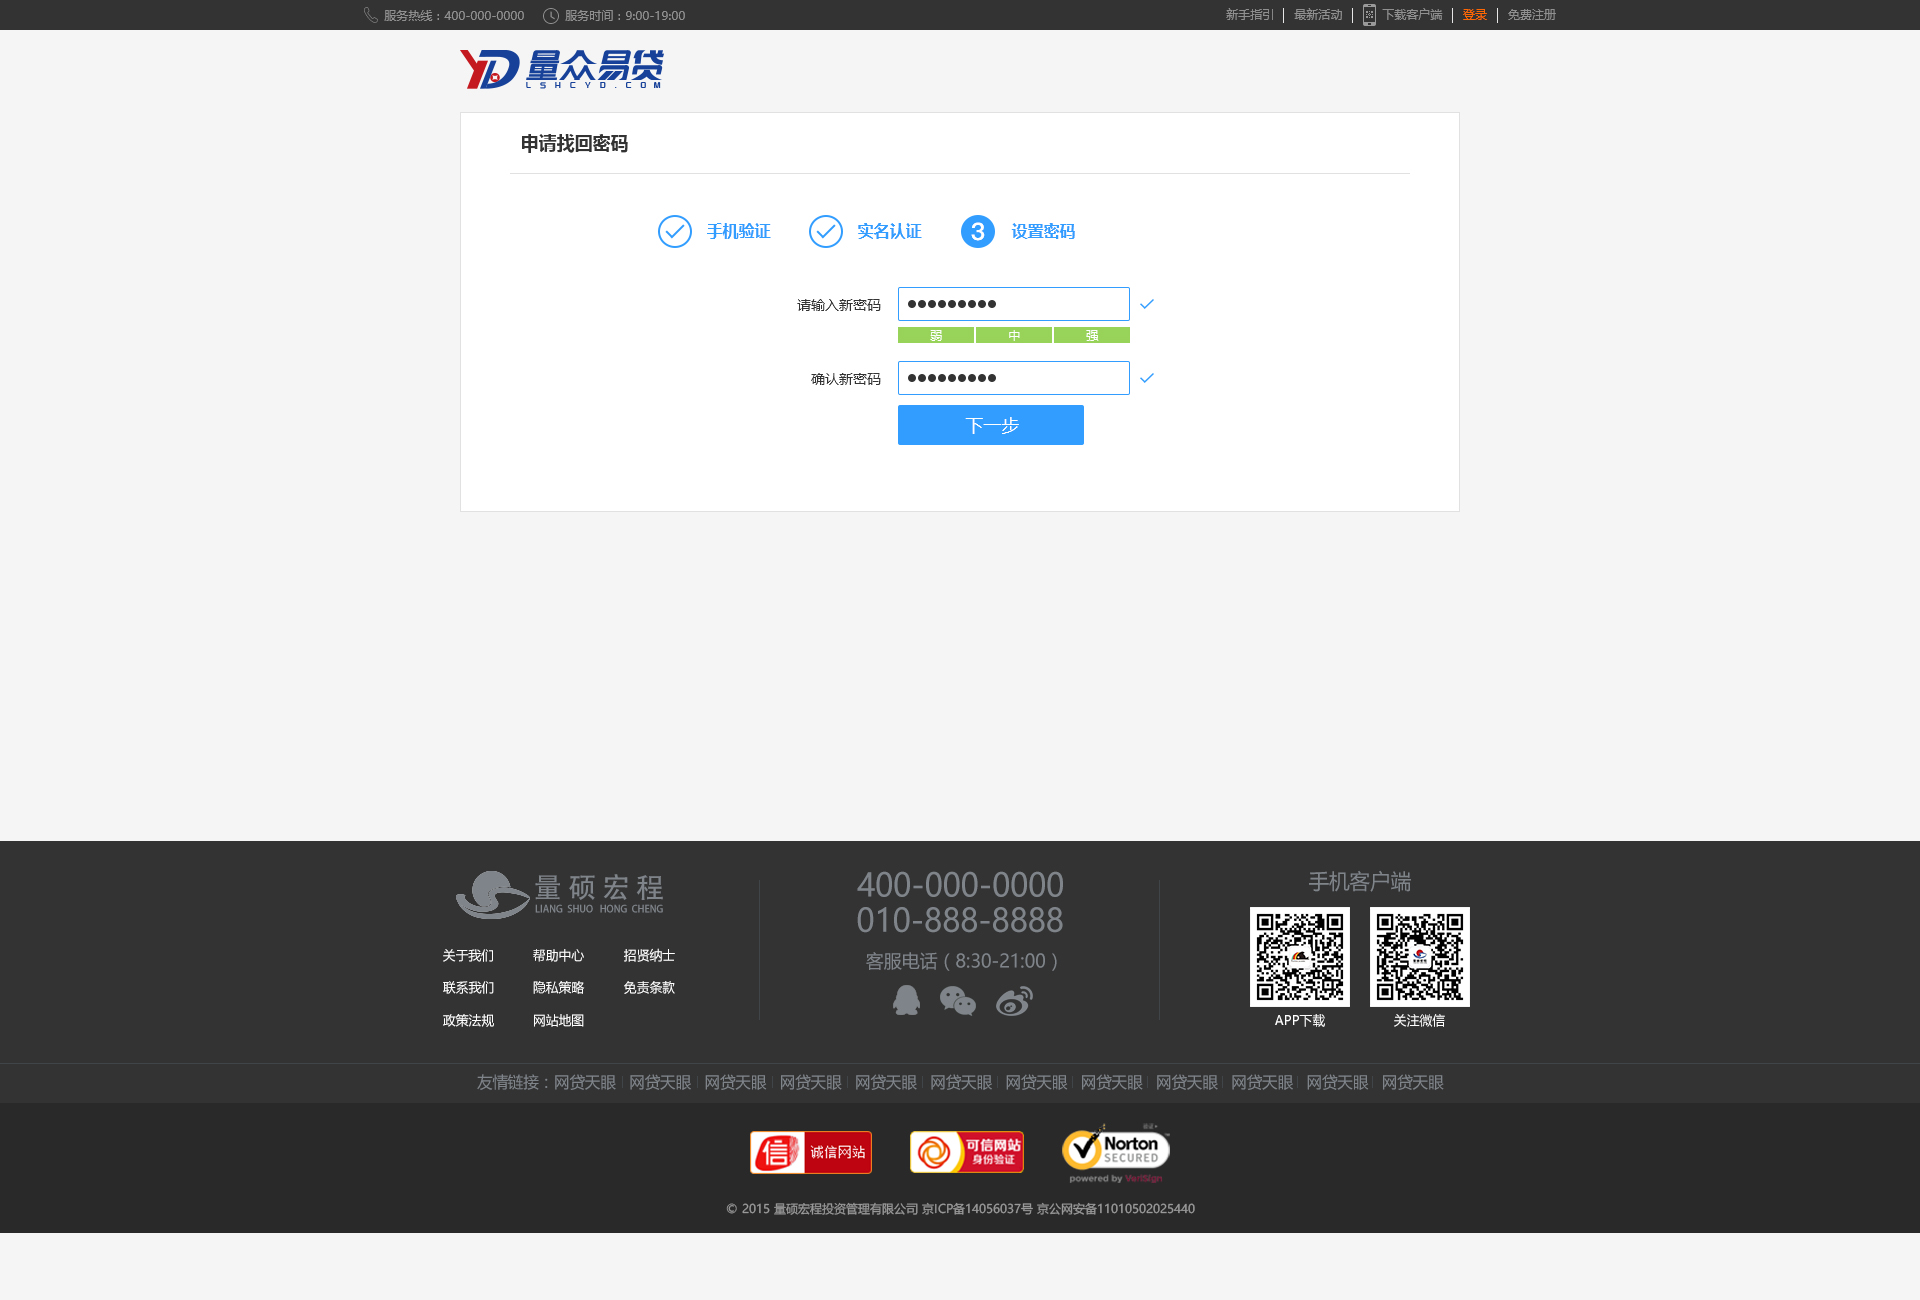 服务热线：400-000-0000 服务时间：9:00-19:00 新手指引 最新活动 下载客户端 登录 免费注册
YD 量众易贷
LSHCYD.COM
申请找回密码
手机验证 实名认证 3 设置密码
请输入新密码
弱 中 强
确认新密码
下一步
量硕宏程
LIANG SHUO HONG CHENG
关于我们 帮助中心 招贤纳士
联系我们 隐私策略 免责条款
政策法规 网站地图
400-000-0000
010-888-8888
客服电话（8:30-21:00）
手机客户端
APP下载 关注微信
友情链接：网贷天眼 网贷天眼 网贷天眼 网贷天眼 网贷天眼 网贷天眼 网贷天眼 网贷天眼 网贷天眼 网贷天眼 网贷天眼 网贷天眼
信 诚信网站
可信网站
身份验证
Norton
SECURED
powered by VeriSign
© 2015 量硕宏程投资管理有限公司 京ICP备14056037号 京公网安备11010502025440